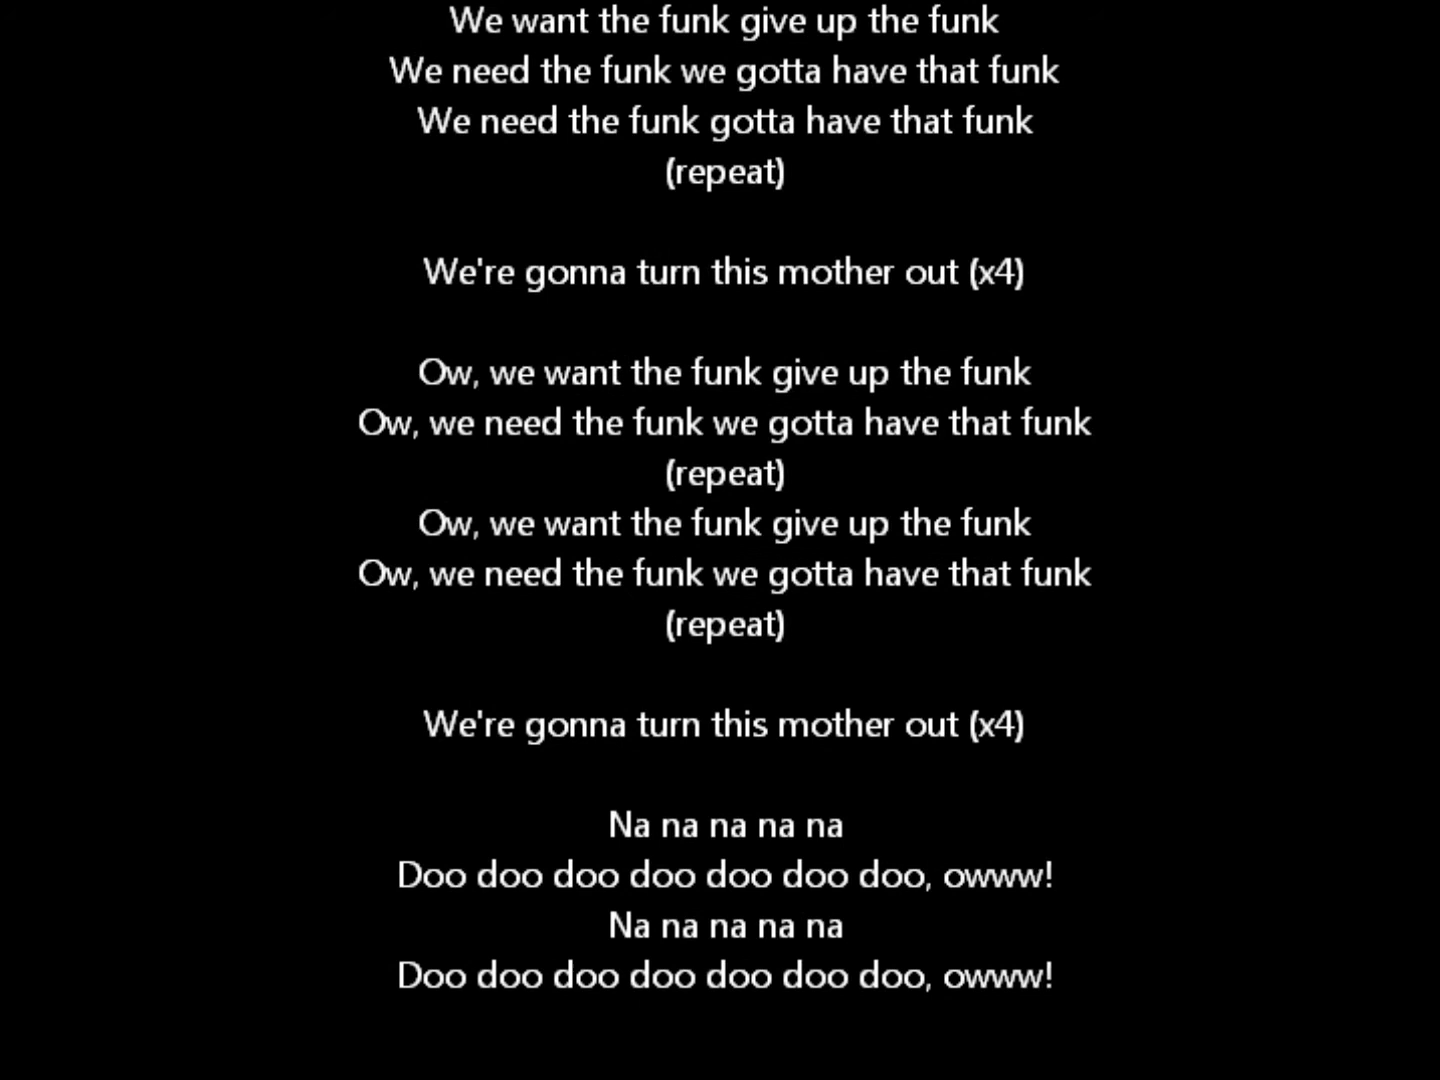 We want the funk give up the funk
We need the funk we gotta have that funk
We need the funk gotta have that funk
(repeat)
We're gonna turn this mother out (x4)
Ow, we want the funk give up the funk
Ow, we need the funk we gotta have that funk
(repeat)
Ow, we want the funk give up the funk
Ow, we need the funk we gotta have that funk
(repeat)
We're gonna turn this mother out (x4)
Na na na na na
Doo doo doo doo doo doo doo, owww!
Na na na na na
Doo doo doo doo doo doo doo, owww!